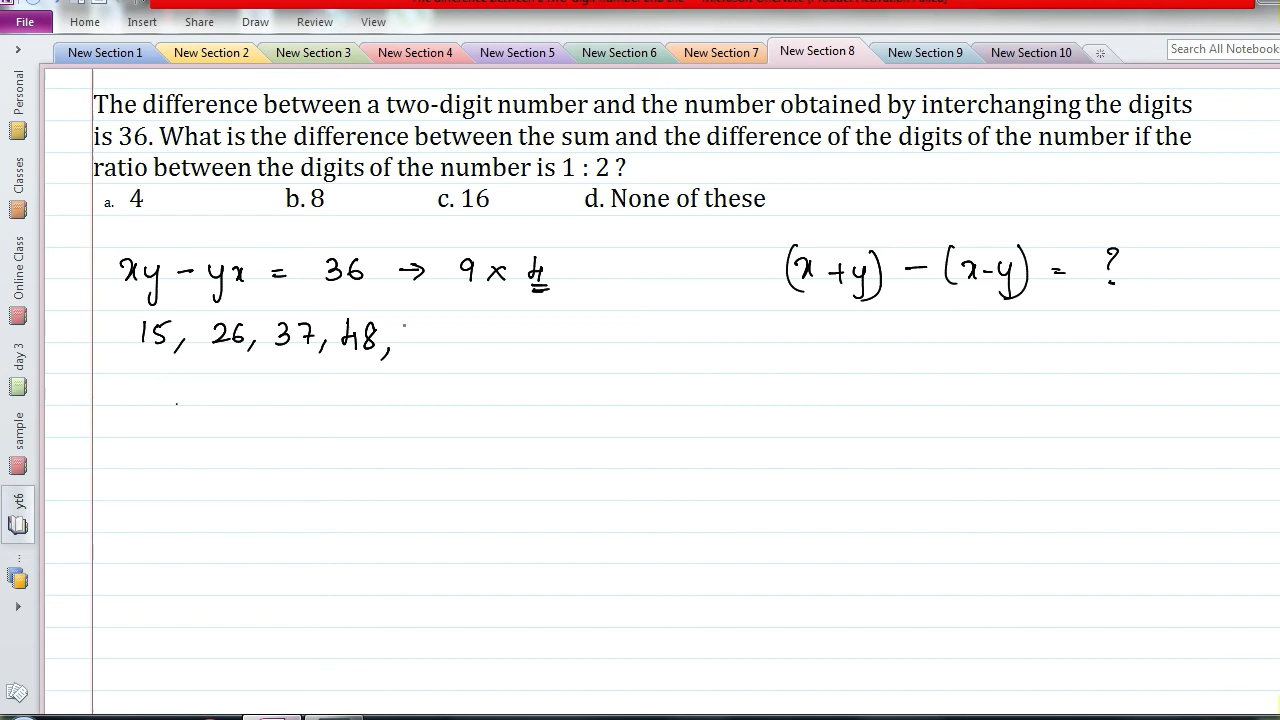 File Home Insert Share Draw Review View
New Section 1 New Section 2 New Section 3 New Section 4 New Section 5 New Section 6 New Section 7 New Section 8 New Section 9 New Section 10 Search All Notebook
Personal
Classes
Online Class
day 3
sample
yt6
The difference between a two-digit number and the number obtained by interchanging the digits
is 36. What is the difference between the sum and the difference of the digits of the number if the
ratio between the digits of the number is 1 : 2 ?
a. 4 b. 8 c. 16 d. None of these
xy - yx = 36 → 9 × 4 (x + y) - (x - y) = ?
15, 26, 37, 48,